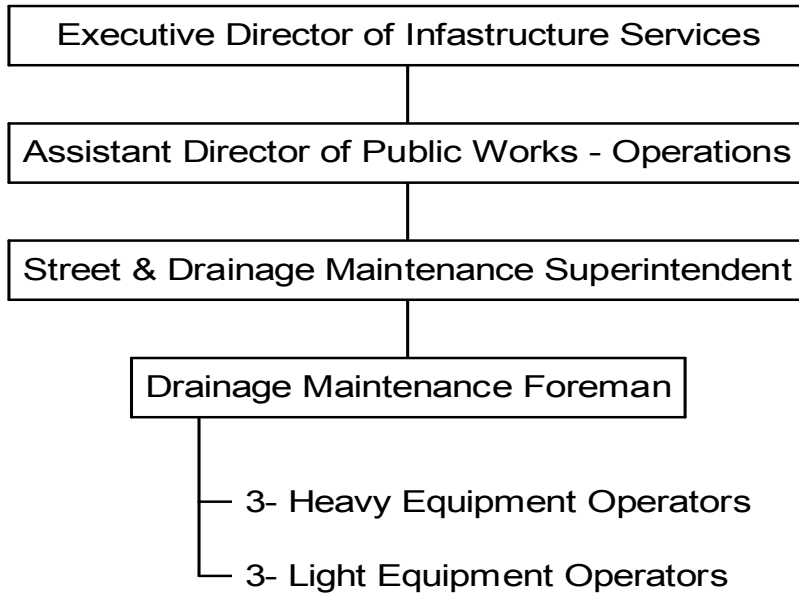 Executive Director of Infastructure Services
Assistant Director of Public Works - Operations
Street & Drainage Maintenance Superintendent
Drainage Maintenance Foreman
3- Heavy Equipment Operators
3- Light Equipment Operators